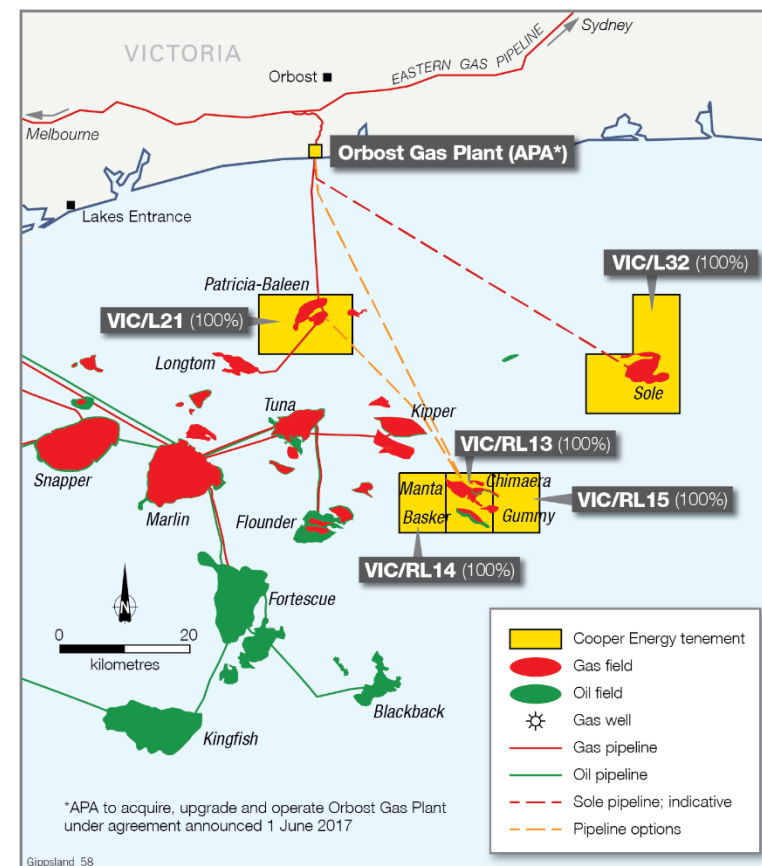 VICTORIA
Sydney
Orbost
EASTERN GAS PIPELINE
Melbourne
Orbost Gas Plant (APA*)
Lakes Entrance
VIC/L32 (100%)
Patricia-Baleen
VIC/L21 (100%)
Longtom
Sole
Tuna
Kipper
Snapper
VIC/RL13 (100%)
Manta
Chimaera
VIC/RL15 (100%)
Marlin
Flounder
Basker
Gummy
VIC/RL14 (100%)
N
Fortescue
0 20
kilometres
Blackback
Kingfish
Cooper Energy tenement
Gas field
Oil field
Gas well
Gas pipeline
Oil pipeline
Sole pipeline; indicative
Pipeline options
*APA to acquire, upgrade and operate Orbost Gas Plant
under agreement announced 1 June 2017
Gippsland 58